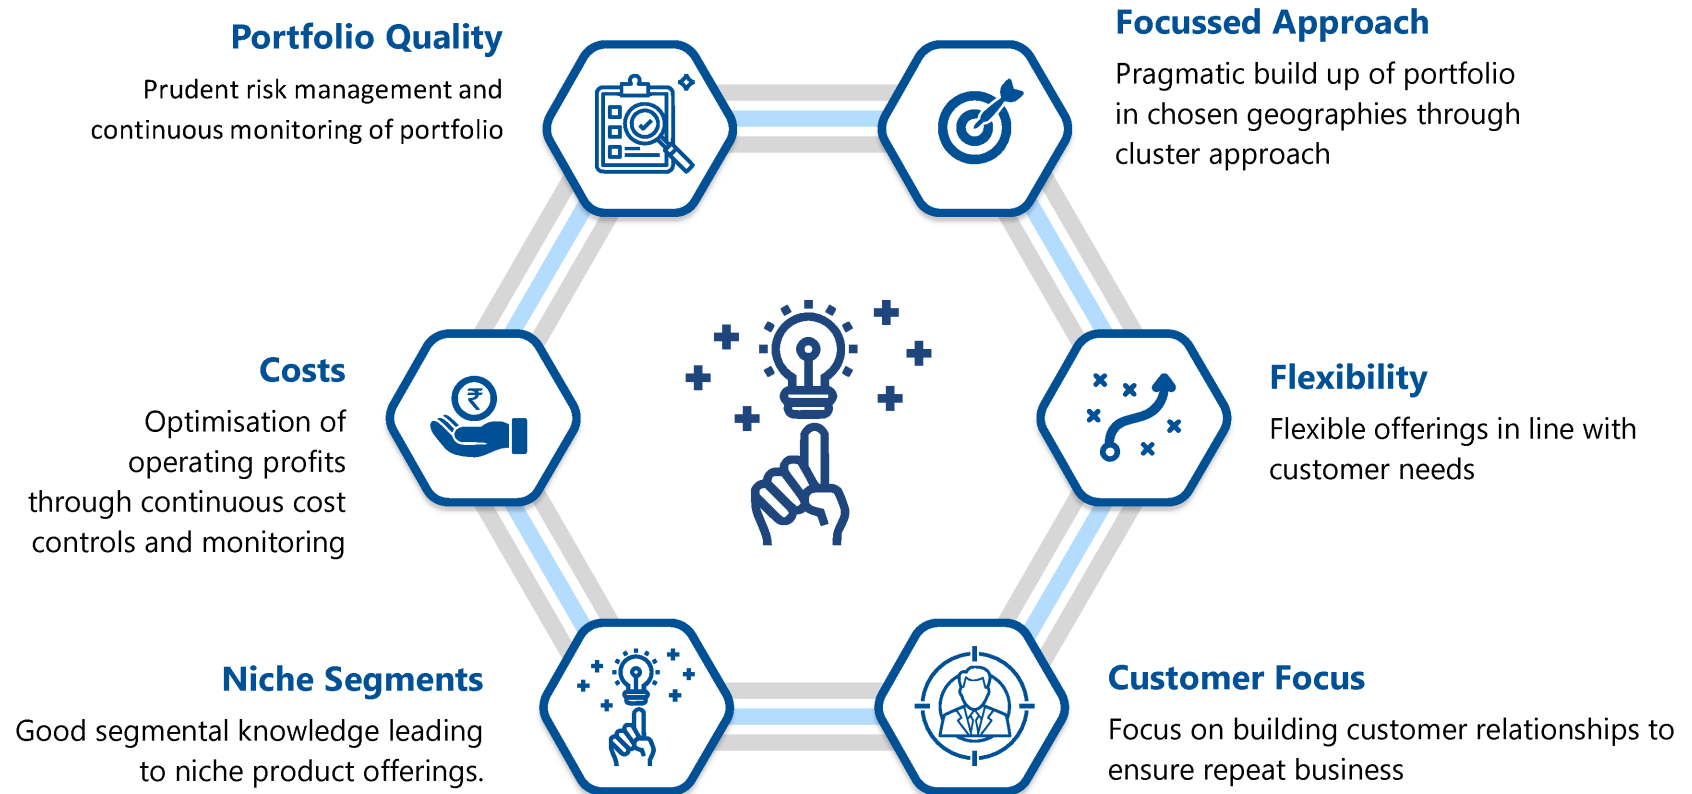 Portfolio Quality
Prudent risk management and
continuous monitoring of portfolio
Focussed Approach
Pragmatic build up of portfolio
in chosen geographies through
cluster approach
Costs
Optimisation of
operating profits
through continuous cost
controls and monitoring
₹
Flexibility
Flexible offerings in line with
customer needs
Niche Segments
Good segmental knowledge leading
to niche product offerings.
Customer Focus
Focus on building customer relationships to
ensure repeat business